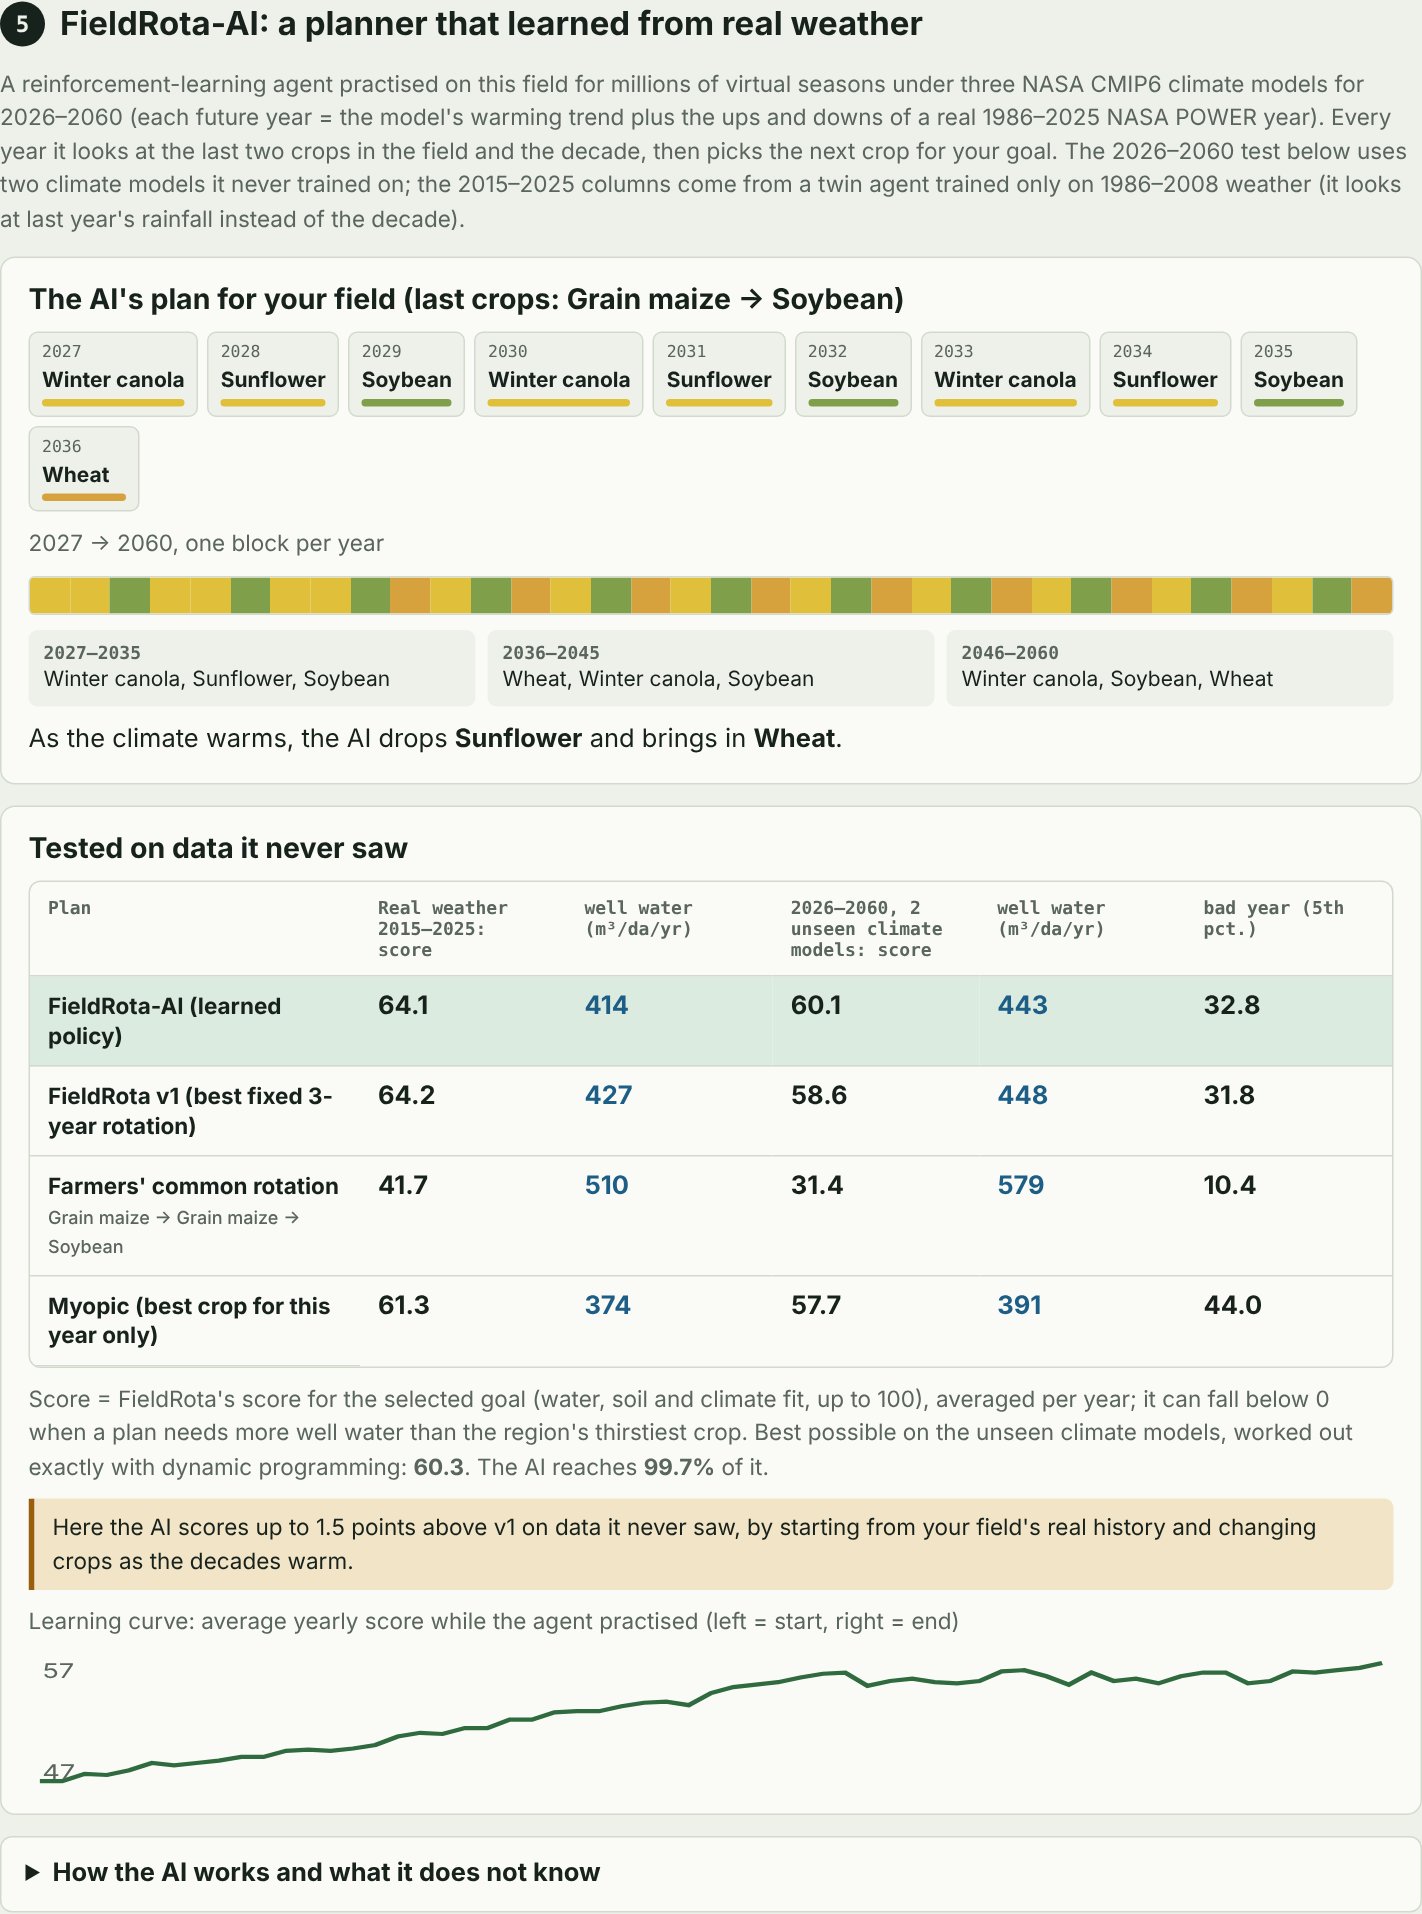 5 FieldRota-AI: a planner that learned from real weather
A reinforcement-learning agent practised on this field for millions of virtual seasons under three NASA CMIP6 climate models for
2026–2060 (each future year = the model's warming trend plus the ups and downs of a real 1986–2025 NASA POWER year). Every
year it looks at the last two crops in the field and the decade, then picks the next crop for your goal. The 2026–2060 test below uses
two climate models it never trained on; the 2015–2025 columns come from a twin agent trained only on 1986–2008 weather (it looks
at last year's rainfall instead of the decade).
The AI's plan for your field (last crops: Grain maize → Soybean)
2027 2028 2029 2030 2031 2032 2033 2034 2035
Winter canola Sunflower Soybean Winter canola Sunflower Soybean Winter canola Sunflower Soybean
2036
Wheat
2027 → 2060, one block per year
2027–2035 2036–2045 2046–2060
Winter canola, Sunflower, Soybean Wheat, Winter canola, Soybean Winter canola, Soybean, Wheat
As the climate warms, the AI drops Sunflower and brings in Wheat.
Tested on data it never saw
Plan Real weather well water 2026–2060, 2 well water bad year (5th
2015–2025: (m³/da/yr) unseen climate (m³/da/yr) pct.)
score models: score
FieldRota-AI (learned 64.1 414 60.1 443 32.8
policy)
FieldRota v1 (best fixed 3- 64.2 427 58.6 448 31.8
year rotation)
Farmers' common rotation 41.7 510 31.4 579 10.4
Grain maize → Grain maize →
Soybean
Myopic (best crop for this 61.3 374 57.7 391 44.0
year only)
Score = FieldRota's score for the selected goal (water, soil and climate fit, up to 100), averaged per year; it can fall below 0
when a plan needs more well water than the region's thirstiest crop. Best possible on the unseen climate models, worked out
exactly with dynamic programming: 60.3. The AI reaches 99.7% of it.
Here the AI scores up to 1.5 points above v1 on data it never saw, by starting from your field's real history and changing
crops as the decades warm.
Learning curve: average yearly score while the agent practised (left = start, right = end)
57
47
▶ How the AI works and what it does not know